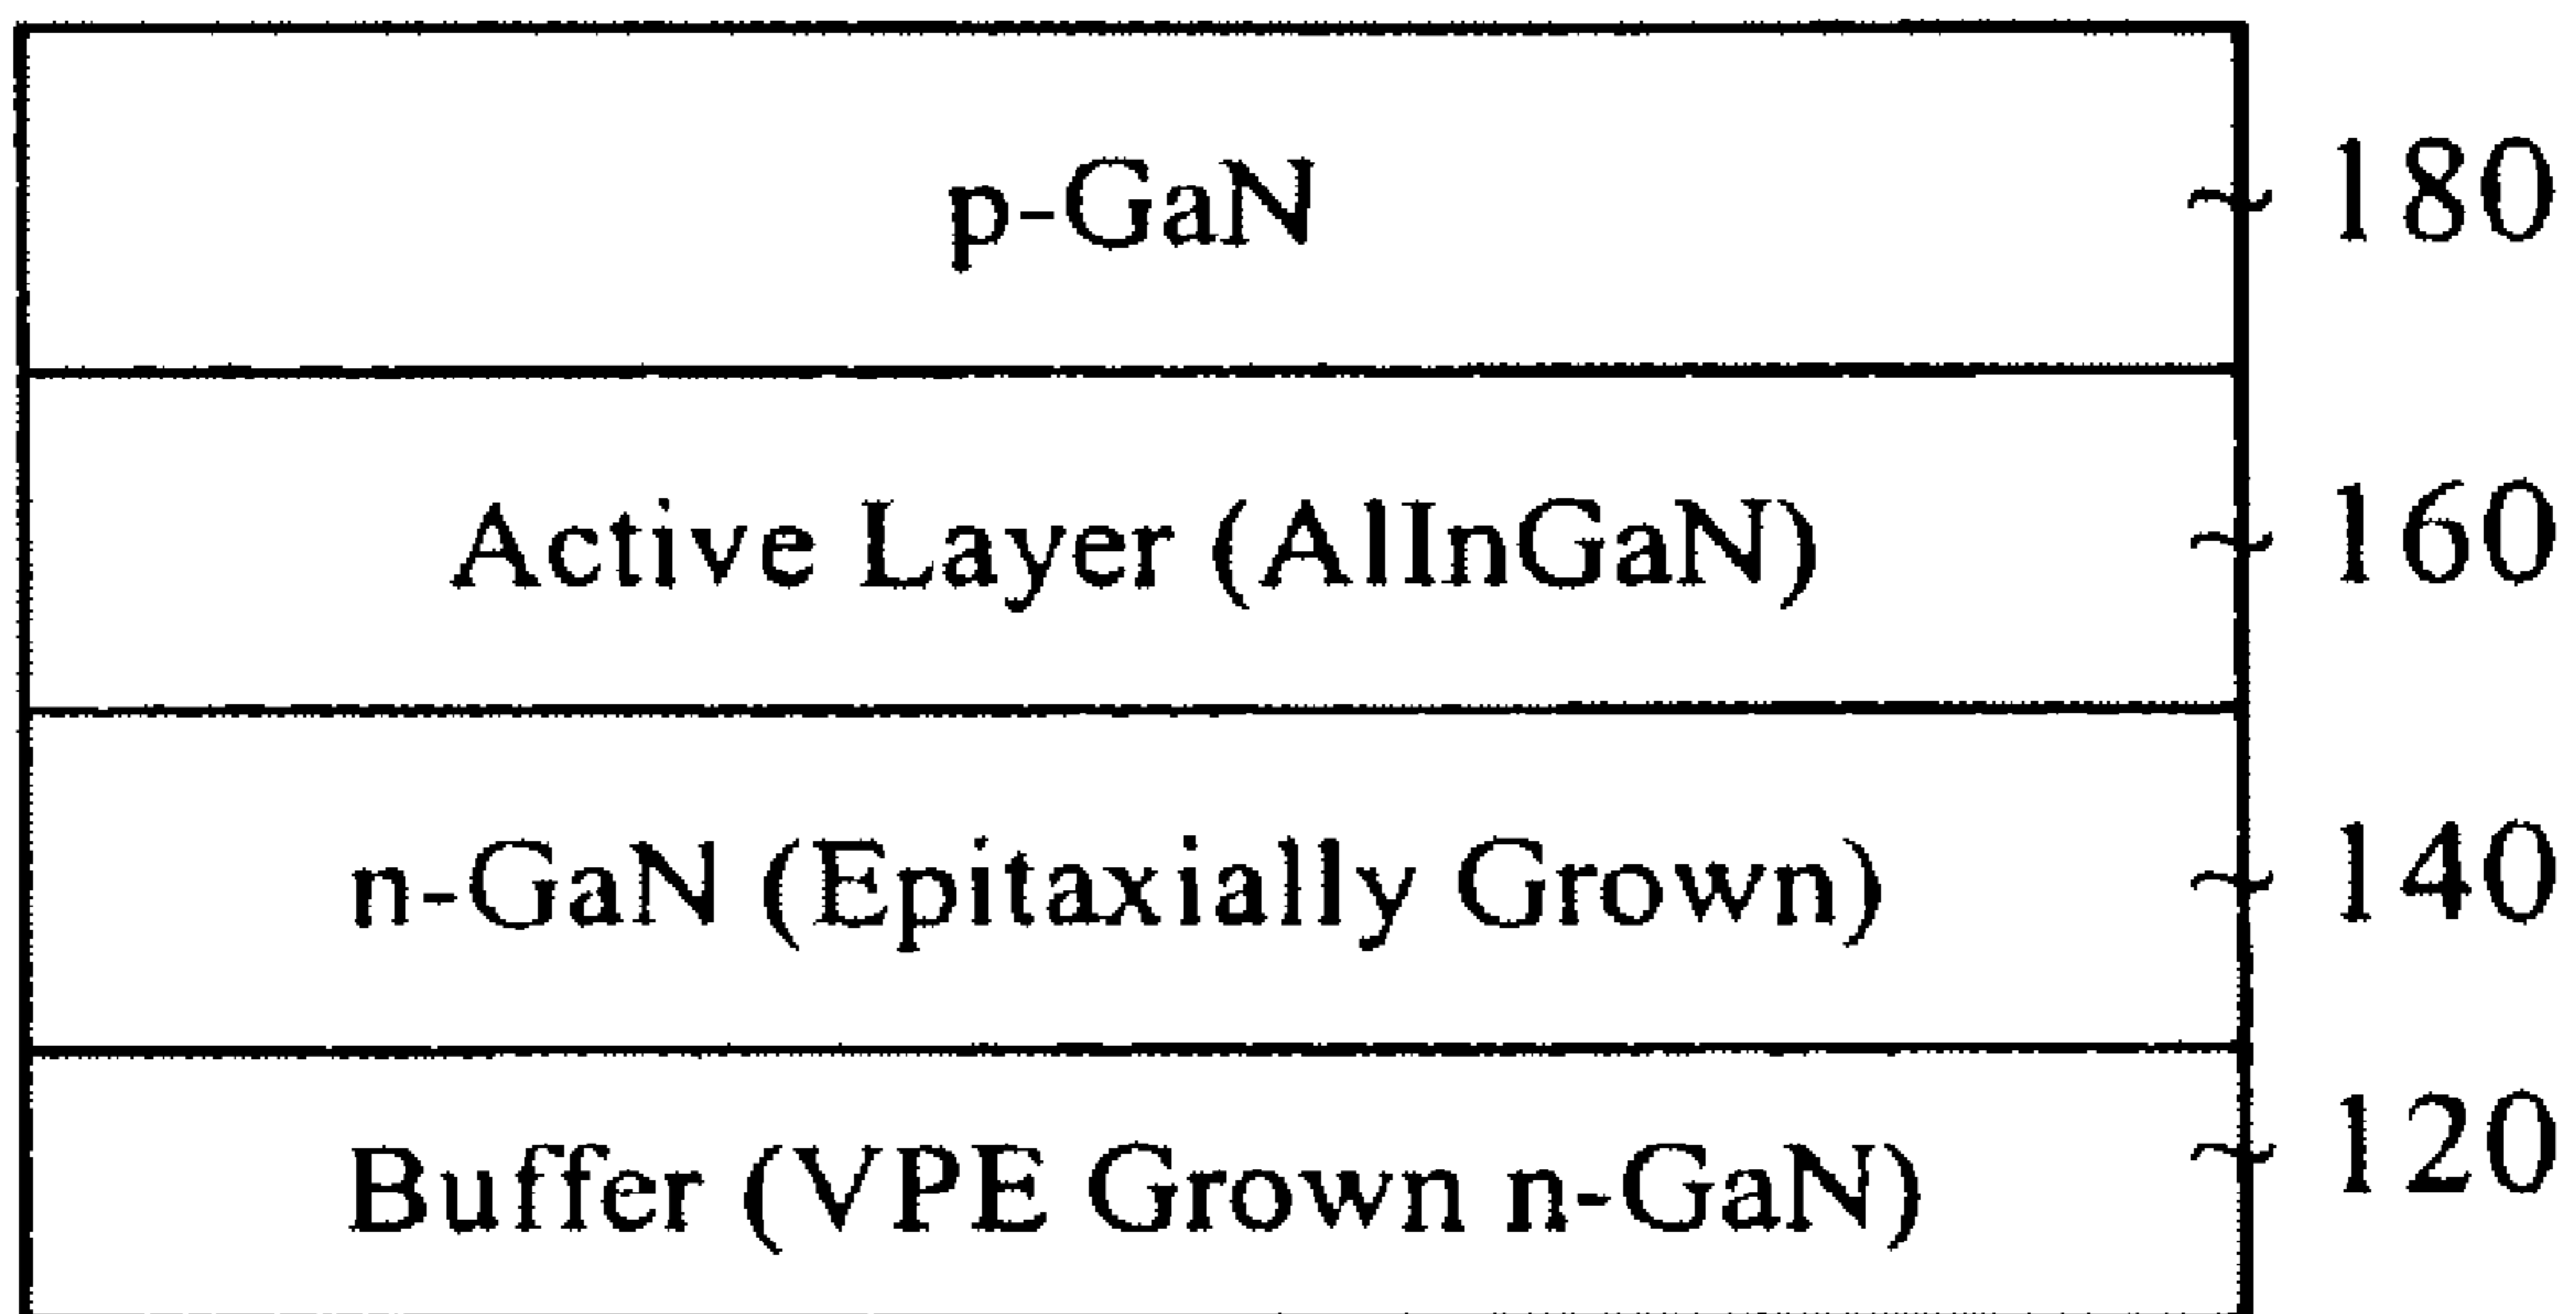 p-GaN ~ 180
Active Layer (AlInGaN) ~ 160
n-GaN (Epitaxially Grown) ~ 140
Buffer (VPE Grown n-GaN) ~ 120